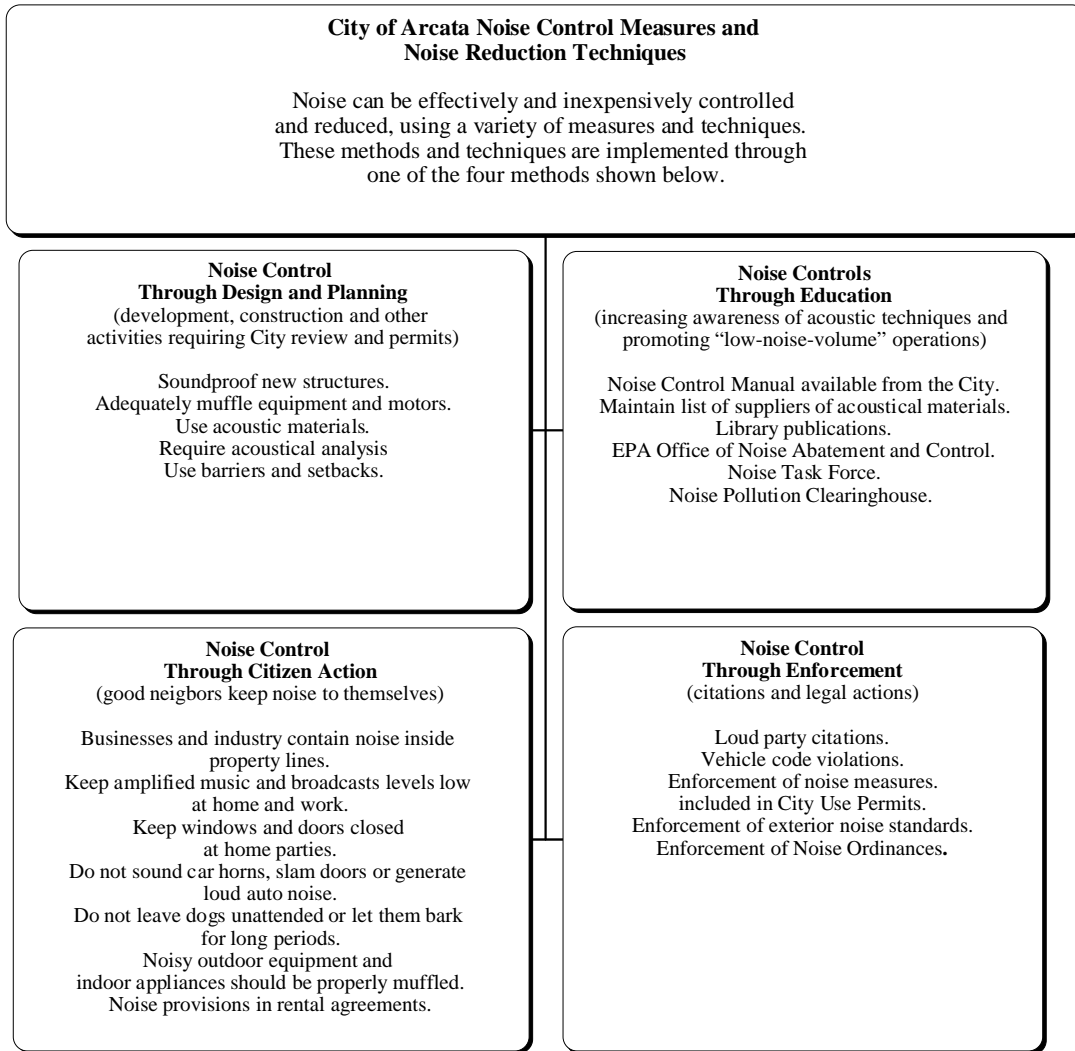 City of Arcata Noise Control Measures and
Noise Reduction Techniques
Noise can be effectively and inexpensively controlled
and reduced, using a variety of measures and techniques.
These methods and techniques are implemented through
one of the four methods shown below.
Noise Control
Through Design and Planning
(development, construction and other
activities requiring City review and permits)
Soundproof new structures.
Adequately muffle equipment and motors.
Use acoustic materials.
Require acoustical analysis
Use barriers and setbacks.
Noise Controls
Through Education
(increasing awareness of acoustic techniques and
promoting “low-noise-volume” operations)
Noise Control Manual available from the City.
Maintain list of suppliers of acoustical materials.
Library publications.
EPA Office of Noise Abatement and Control.
Noise Task Force.
Noise Pollution Clearinghouse.
Noise Control
Through Citizen Action
(good neigbors keep noise to themselves)
Businesses and industry contain noise inside
property lines.
Keep amplified music and broadcasts levels low
at home and work.
Keep windows and doors closed
at home parties.
Do not sound car horns, slam doors or generate
loud auto noise.
Do not leave dogs unattended or let them bark
for long periods.
Noisy outdoor equipment and
indoor appliances should be properly muffled.
Noise provisions in rental agreements.
Noise Control
Through Enforcement
(citations and legal actions)
Loud party citations.
Vehicle code violations.
Enforcement of noise measures.
included in City Use Permits.
Enforcement of exterior noise standards.
Enforcement of Noise Ordinances.